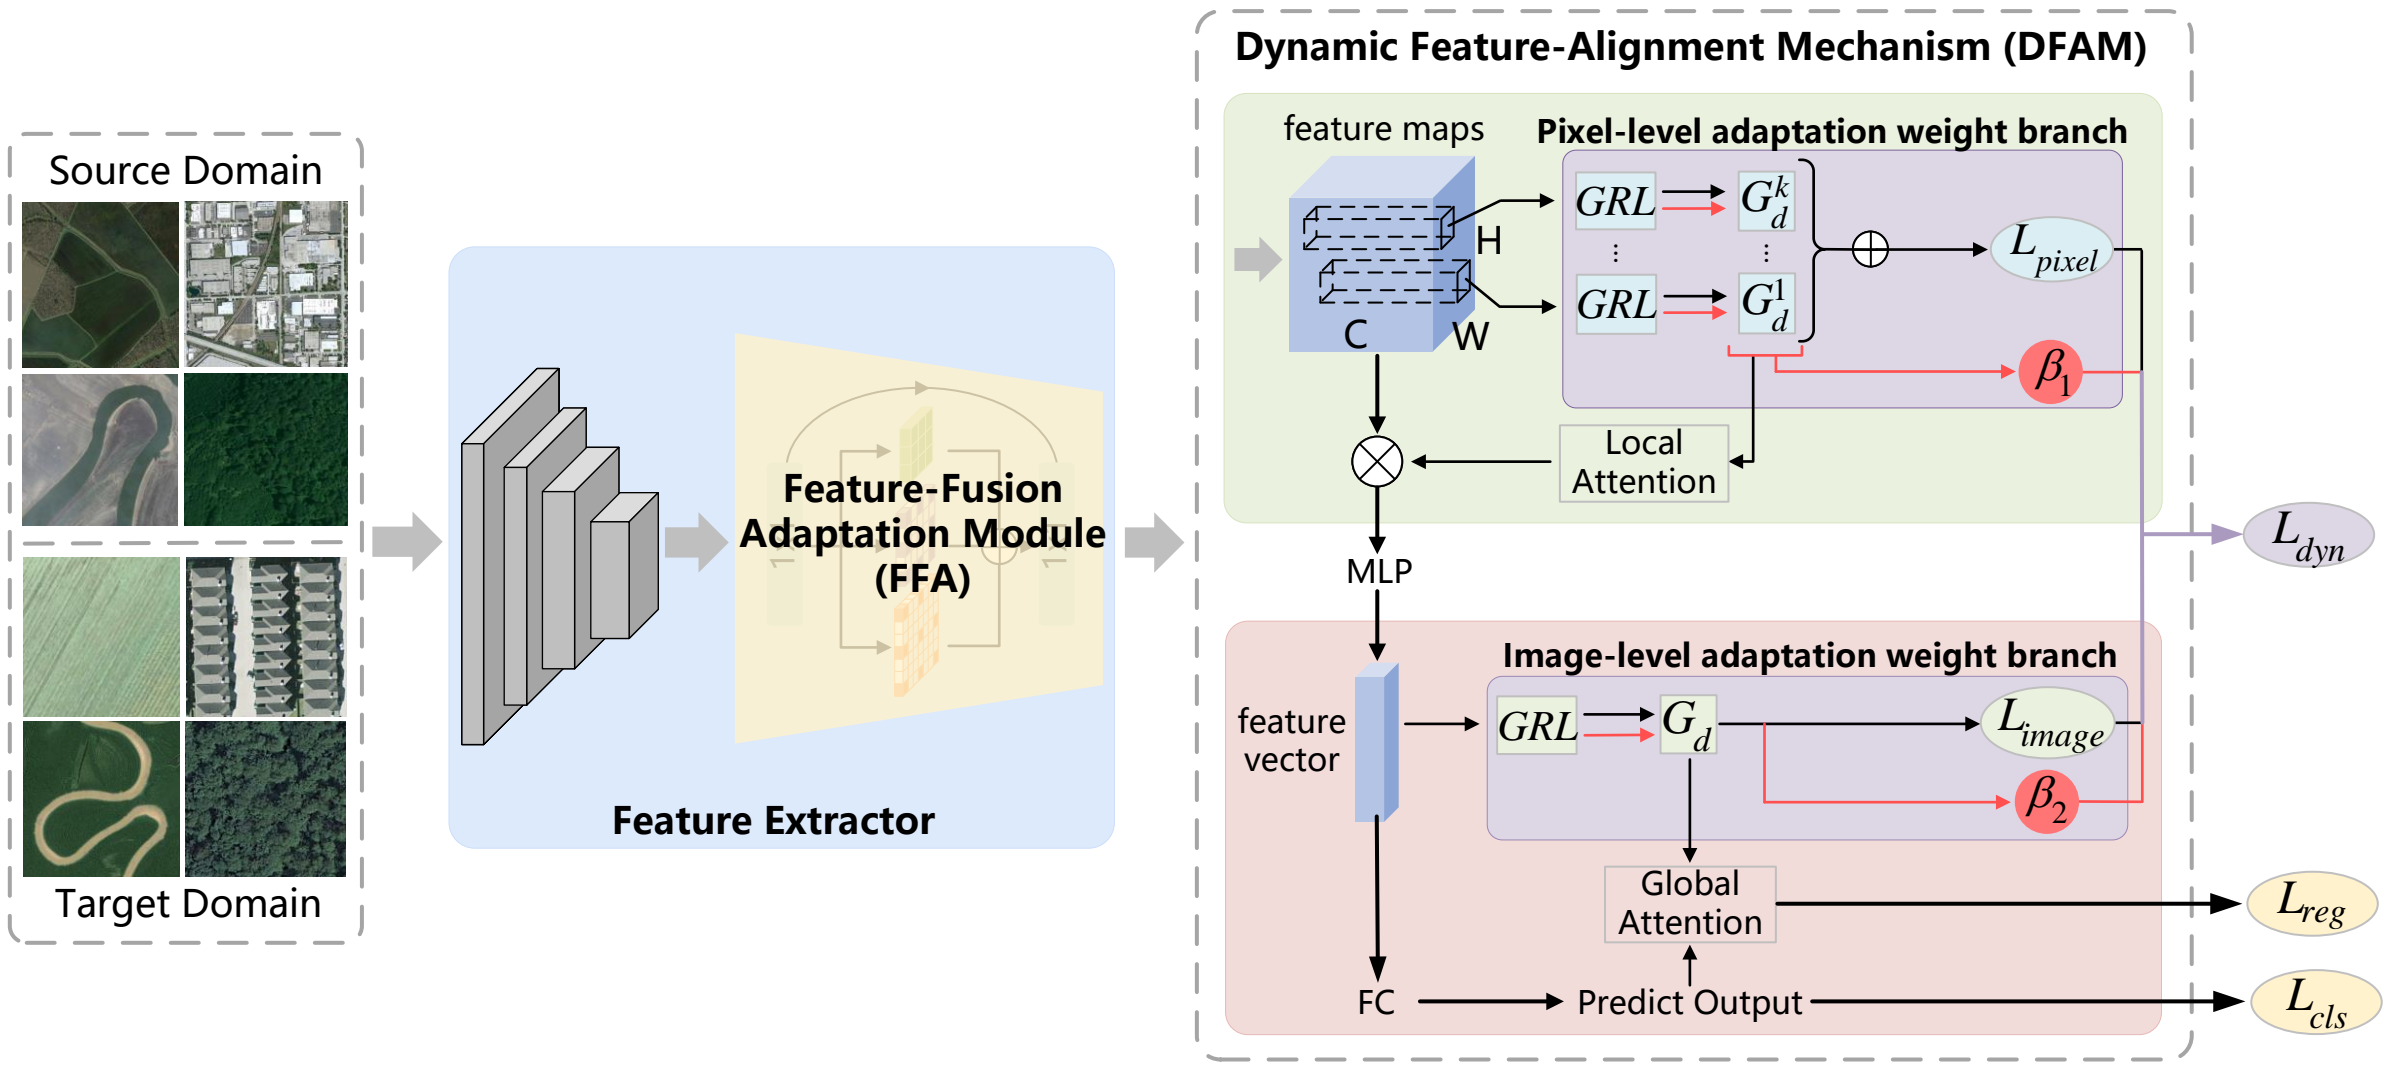 Source Domain
Target Domain
Feature-Fusion
Adaptation Module
(FFA)
Feature Extractor
Dynamic Feature-Alignment Mechanism (DFAM)
feature maps
Pixel-level adaptation weight branch
H
W
C
GRL
G_d^k
⋮
⋮
GRL
G_d^1
L_pixel
β_1
Local
Attention
MLP
Image-level adaptation weight branch
feature
vector
GRL
G_d
L_image
β_2
Global
Attention
FC
Predict Output
L_dyn
L_reg
L_cls